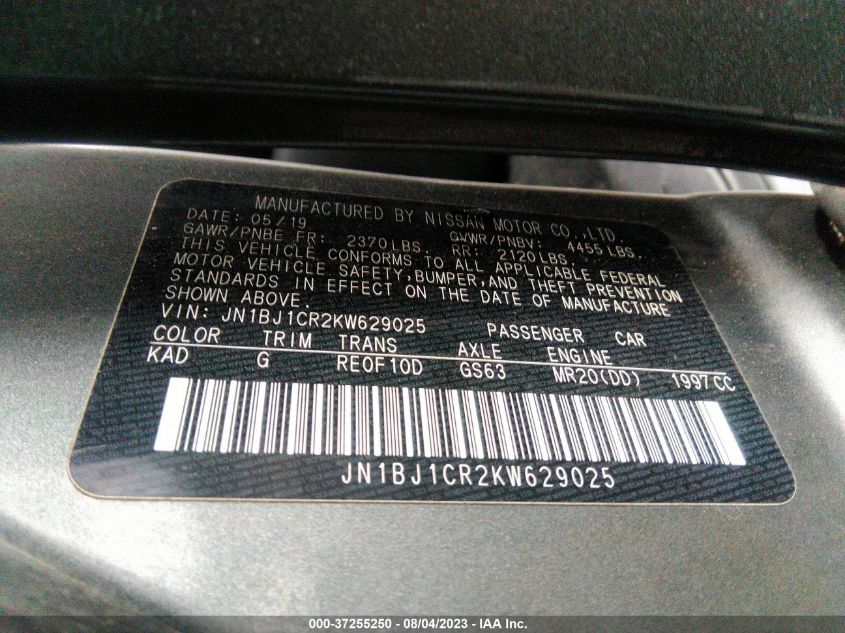 MANUFACTURED BY NISSAN MOTOR CO.,LTD.
DATE: 05/19
GAWR/PNBE FR: 2370LBS. GVWR/PNBV: 4455LBS.
RR: 2120LBS.
THIS VEHICLE CONFORMS TO ALL APPLICABLE FEDERAL
MOTOR VEHICLE SAFETY,BUMPER,AND THEFT PREVENTION
STANDARDS IN EFFECT ON THE DATE OF MANUFACTURE
SHOWN ABOVE.
VIN: JN1BJ1CR2KW629025 PASSENGER CAR
COLOR TRIM TRANS AXLE ENGINE
KAD G RE0F10D GS63 MR20(DD) 1997CC
JN1BJ1CR2KW629025
000-37255250 - 08/04/2023 - IAA Inc.